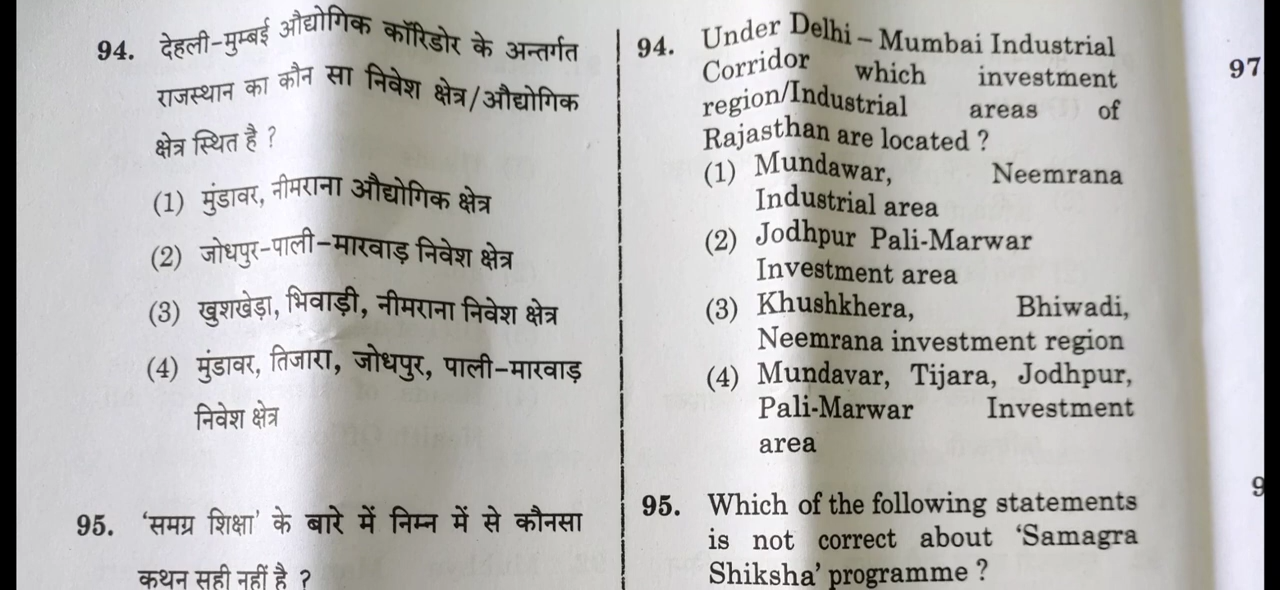 94. देहली-मुम्बई औद्योगिक कॉरिडोर के अन्तर्गत
राजस्थान का कौन सा निवेश क्षेत्र/औद्योगिक
क्षेत्र स्थित है ?
(1) मुंडावर, नीमराना औद्योगिक क्षेत्र
(2) जोधपुर-पाली-मारवाड़ निवेश क्षेत्र
(3) खुशखेड़ा, भिवाड़ी, नीमराना निवेश क्षेत्र
(4) मुंडावर, तिजारा, जोधपुर, पाली-मारवाड़
निवेश क्षेत्र
95. 'समग्र शिक्षा' के बारे में निम्न में से कौनसा
कथन सही नहीं है ?
94. Under Delhi – Mumbai Industrial
Corridor which investment
region/Industrial areas of
Rajasthan are located ?
(1) Mundawar, Neemrana
Industrial area
(2) Jodhpur Pali-Marwar
Investment area
(3) Khushkhera, Bhiwadi,
Neemrana investment region
(4) Mundavar, Tijara, Jodhpur,
Pali-Marwar Investment
area
95. Which of the following statements
is not correct about 'Samagra
Shiksha' programme ?
97
9